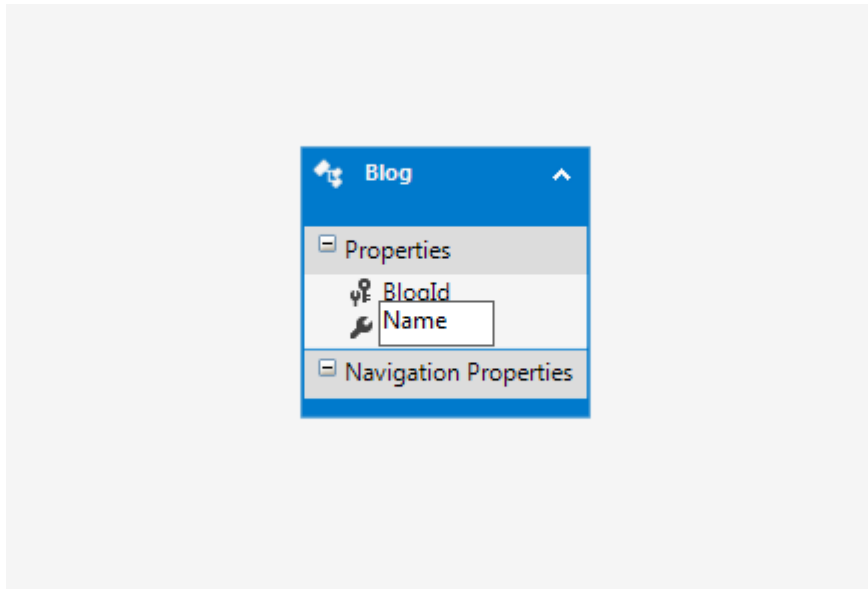 Blog
Properties
BlogId
Name
Navigation Properties